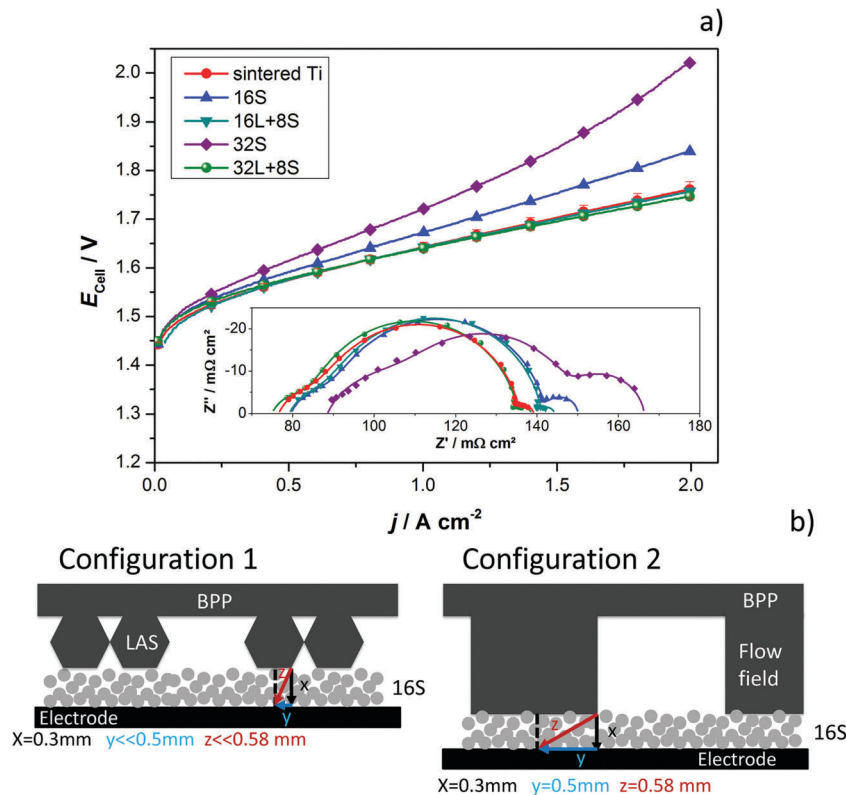 a)
2.0
1.9
1.8
1.7
1.6
1.5
1.4
1.3
1.2
E_Cell / V
sintered Ti
16S
16L+8S
32S
32L+8S
-20
-10
0
Z'' / mΩ cm²
80 100 120 140 160 180
Z' / mΩ cm²
0.0 0.5 1.0 1.5 2.0
j / A cm⁻²
b)
Configuration 1
BPP
LAS
z
x
y
16S
Electrode
X=0.3mm y<<0.5mm z<<0.58 mm
Configuration 2
BPP
Flow
field
z
x
y
16S
Electrode
X=0.3mm y=0.5mm z=0.58 mm